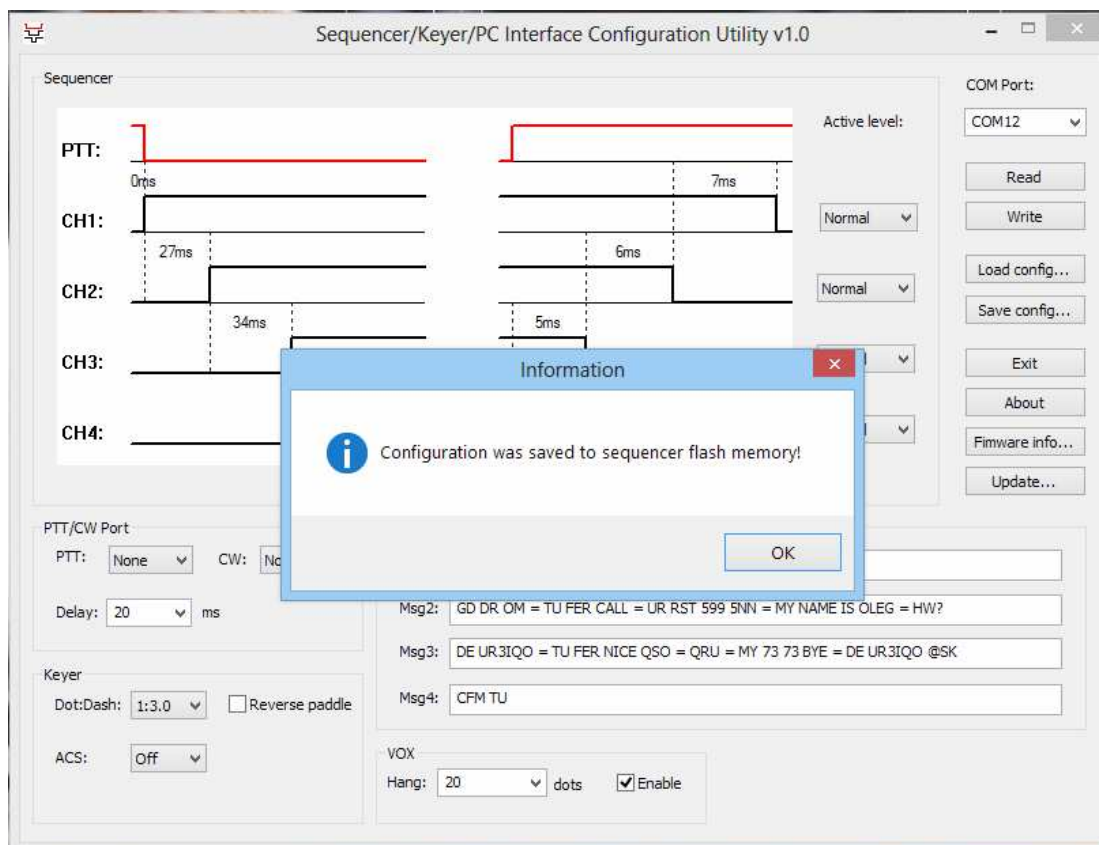 Sequencer/Keyer/PC Interface Configuration Utility v1.0
Sequencer
COM Port:
Active level:
COM12
PTT:
0ms
7ms
Read
CH1:
Normal
Write
27ms
6ms
CH2:
Normal
Load config...
34ms
5ms
Save config...
CH3:
Information
Exit
About
CH4:
Configuration was saved to sequencer flash memory!
Fimware info...
Update...
OK
PTT/CW Port
PTT: None CW:
Delay: 20 ms
Msg2: GD DR OM = TU FER CALL = UR RST 599 5NN = MY NAME IS OLEG = HW?
Msg3: DE UR3IQO = TU FER NICE QSO = QRU = MY 73 73 BYE = DE UR3IQO @SK
Keyer
Dot:Dash: 1:3.0 Reverse paddle
Msg4: CFM TU
ACS: Off
VOX
Hang: 20 dots Enable